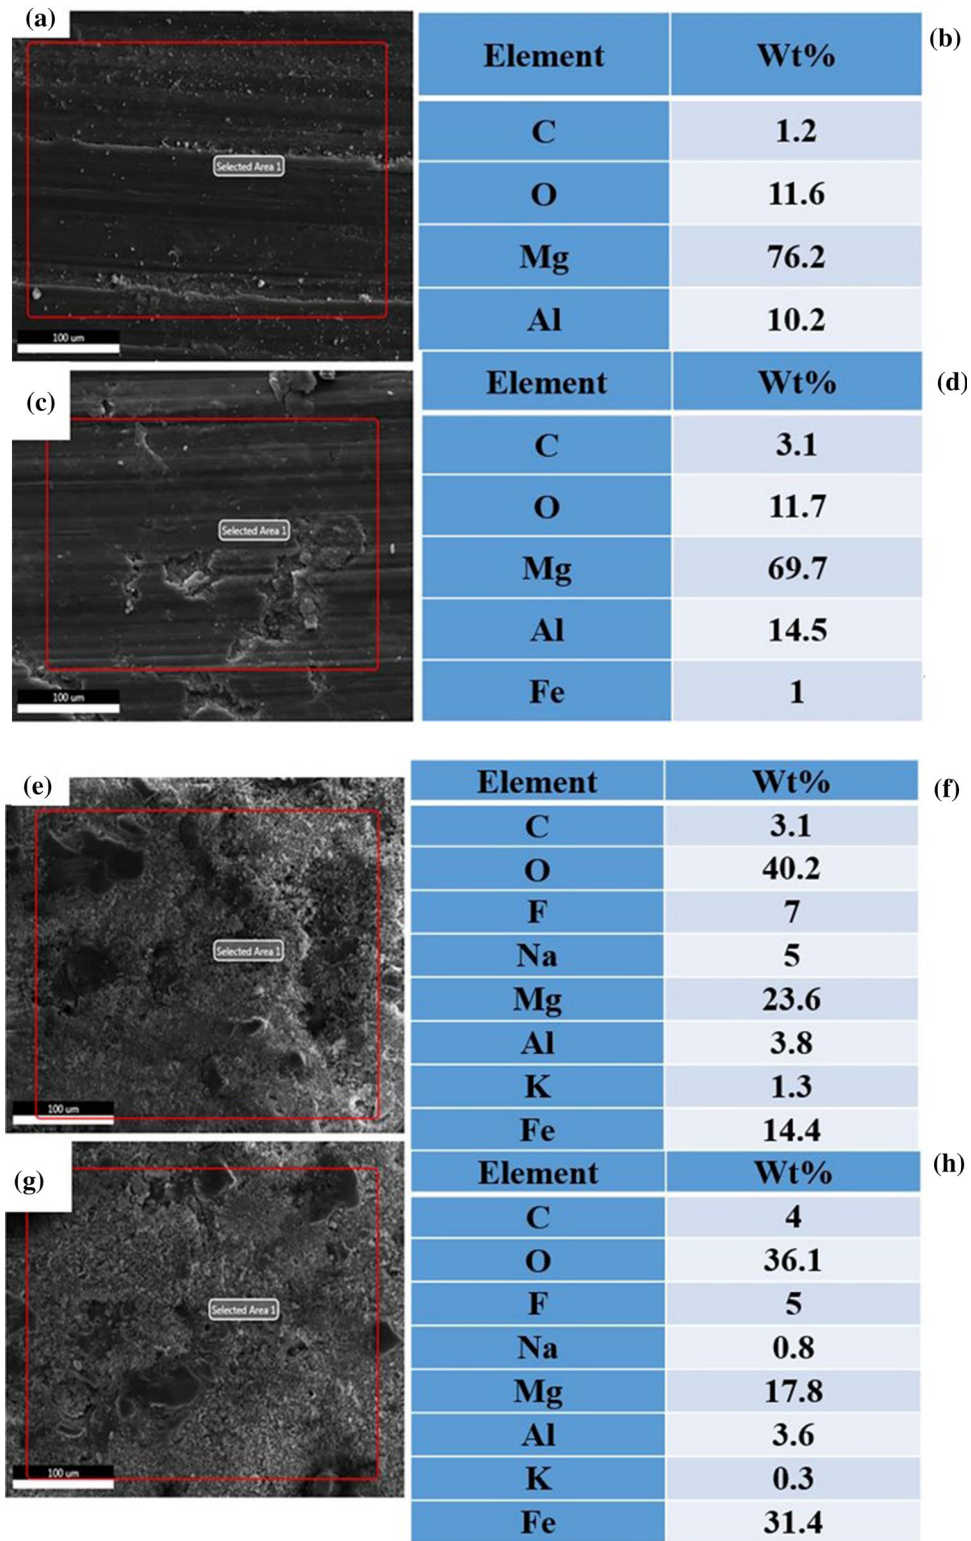 (a)
Selected Area 1
100 um
Element Wt% (b)
C 1.2
O 11.6
Mg 76.2
Al 10.2
(c)
Selected Area 1
100 um
Element Wt% (d)
C 3.1
O 11.7
Mg 69.7
Al 14.5
Fe 1
(e)
Selected Area 1
100 um
Element Wt% (f)
C 3.1
O 40.2
F 7
Na 5
Mg 23.6
Al 3.8
K 1.3
Fe 14.4
(g)
Selected Area 1
100 um
Element Wt% (h)
C 4
O 36.1
F 5
Na 0.8
Mg 17.8
Al 3.6
K 0.3
Fe 31.4